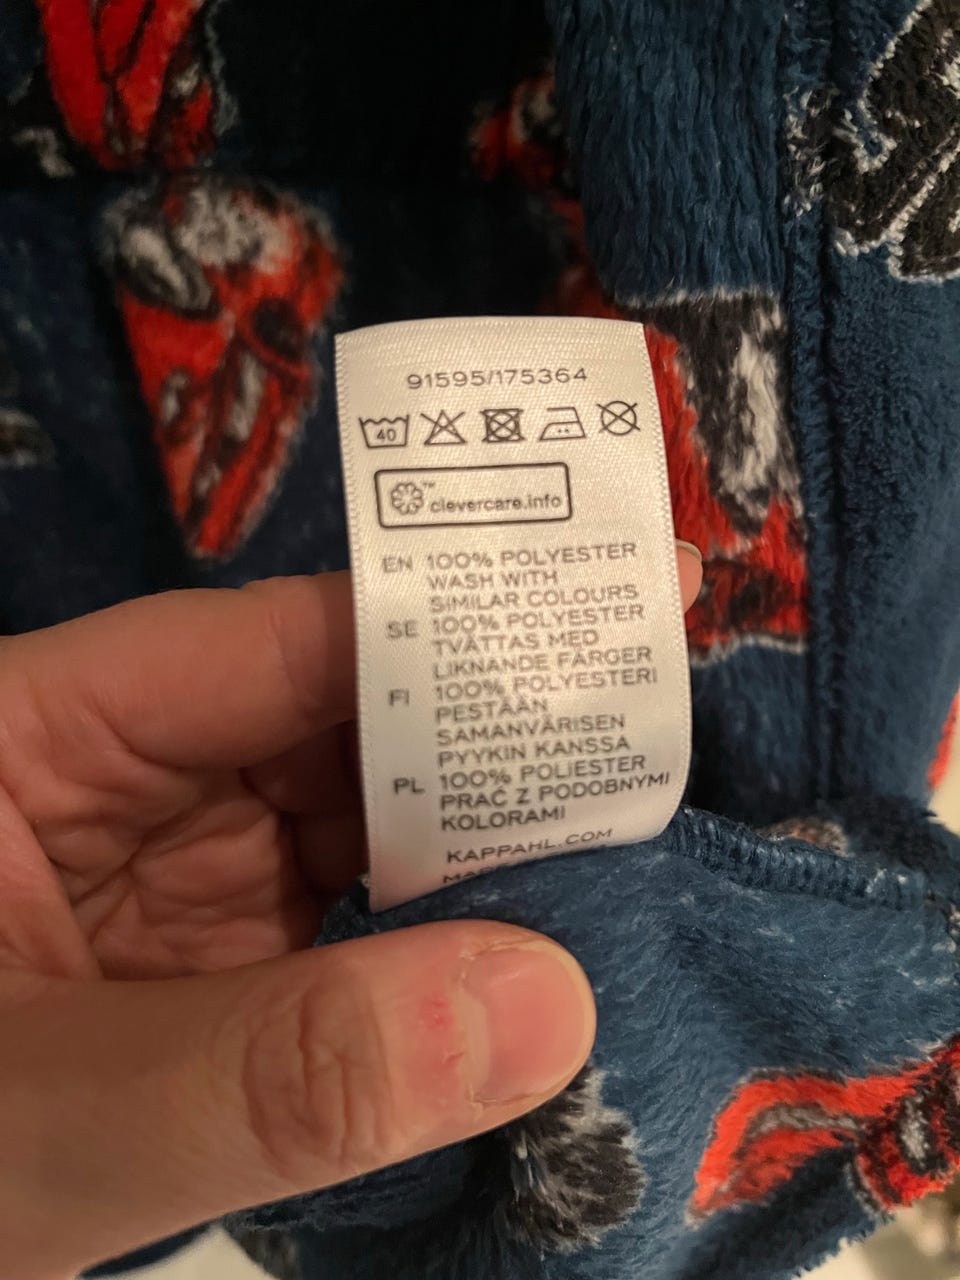 91595/175364
40
™
clevercare.info
EN 100% POLYESTER
WASH WITH
SIMILAR COLOURS
SE 100% POLYESTER
TVÄTTAS MED
LIKNANDE FÄRGER
FI 100% POLYESTERI
PESTÄÄN
SAMANVÄRISEN
PYYKIN KANSSA
PL 100% POLIESTER
PRAĆ Z PODOBNYMI
KOLORAMI
KAPPAHL.COM